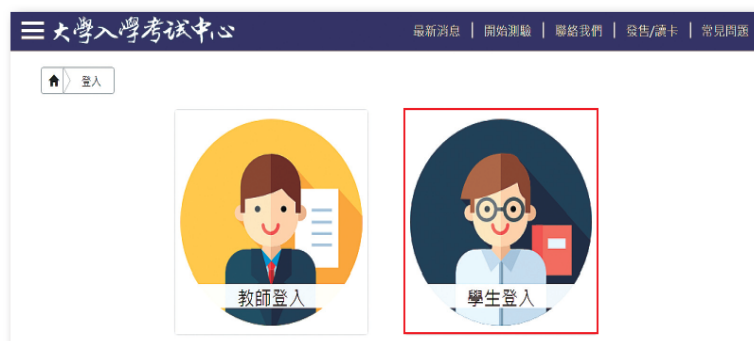 大學入學考試中心
最新消息 | 開始測驗 | 聯絡我們 | 發售/讀卡 | 常見問題
登入
教師登入
學生登入